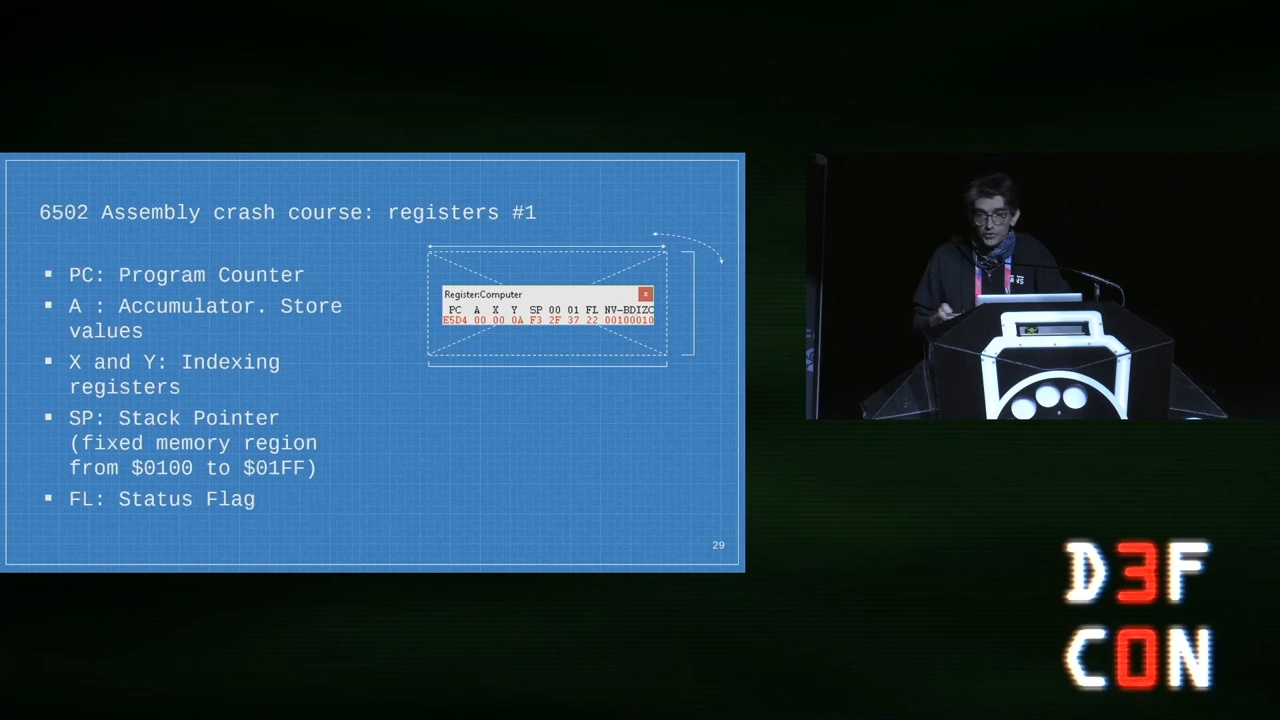 6502 Assembly crash course: registers #1
▪ PC: Program Counter
▪ A : Accumulator. Store
values
▪ X and Y: Indexing
registers
▪ SP: Stack Pointer
(fixed memory region
from $0100 to $01FF)
▪ FL: Status Flag
Register:Computer
x
PC A X Y SP 00 01 FL NV-BDIZC
E5D4 00 00 0A F3 2F 37 22 00100010
29
D3F
C0N